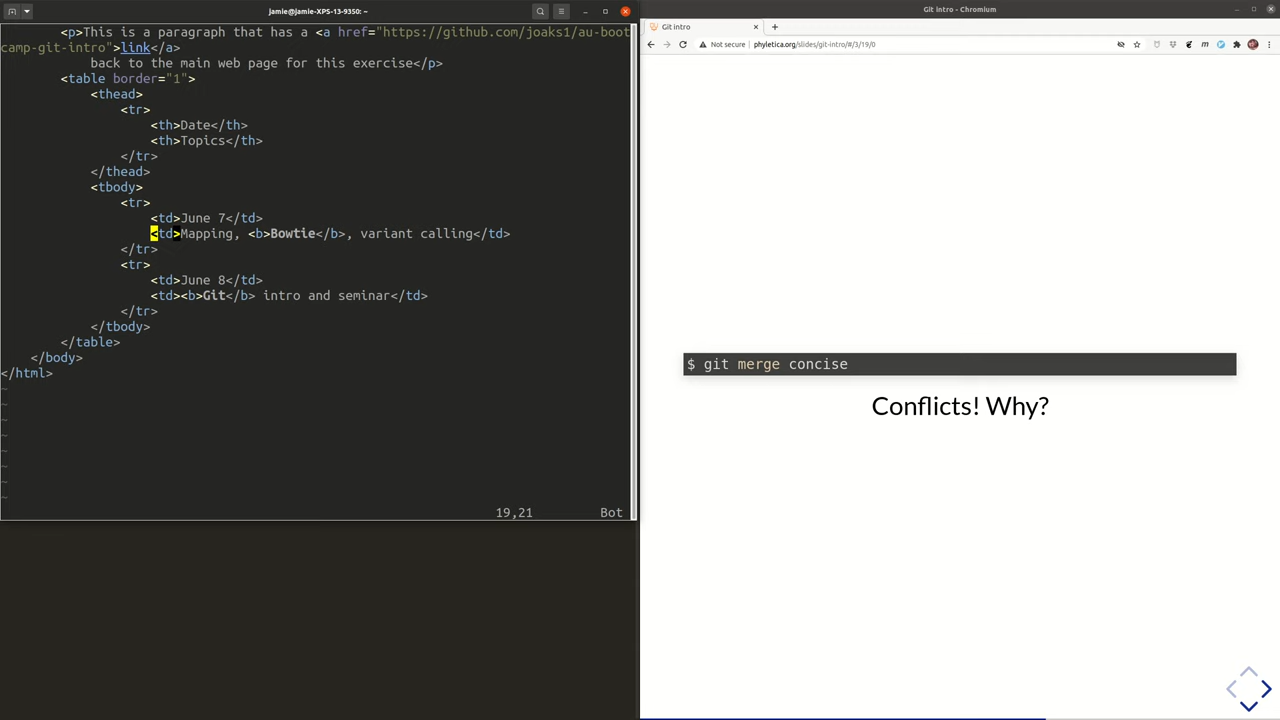 jamie@jamie-XPS-13-9350: ~
<p>This is a paragraph that has a <a href="https://github.com/joaks1/au-boot
camp-git-intro">link</a>
back to the main web page for this exercise</p>
<table border="1">
<thead>
<tr>
<th>Date</th>
<th>Topics</th>
</tr>
</thead>
<tbody>
<tr>
<td>June 7</td>
<td>Mapping, <b>Bowtie</b>, variant calling</td>
</tr>
<tr>
<td>June 8</td>
<td><b>Git</b> intro and seminar</td>
</tr>
</tbody>
</table>
</body>
</html>
~
~
~
~
~
~
~
~
19,21 Bot
Git intro - Chromium
Git intro
Not secure phyletica.org/slides/git-intro/#/3/19/0
$ git merge concise
Conflicts! Why?